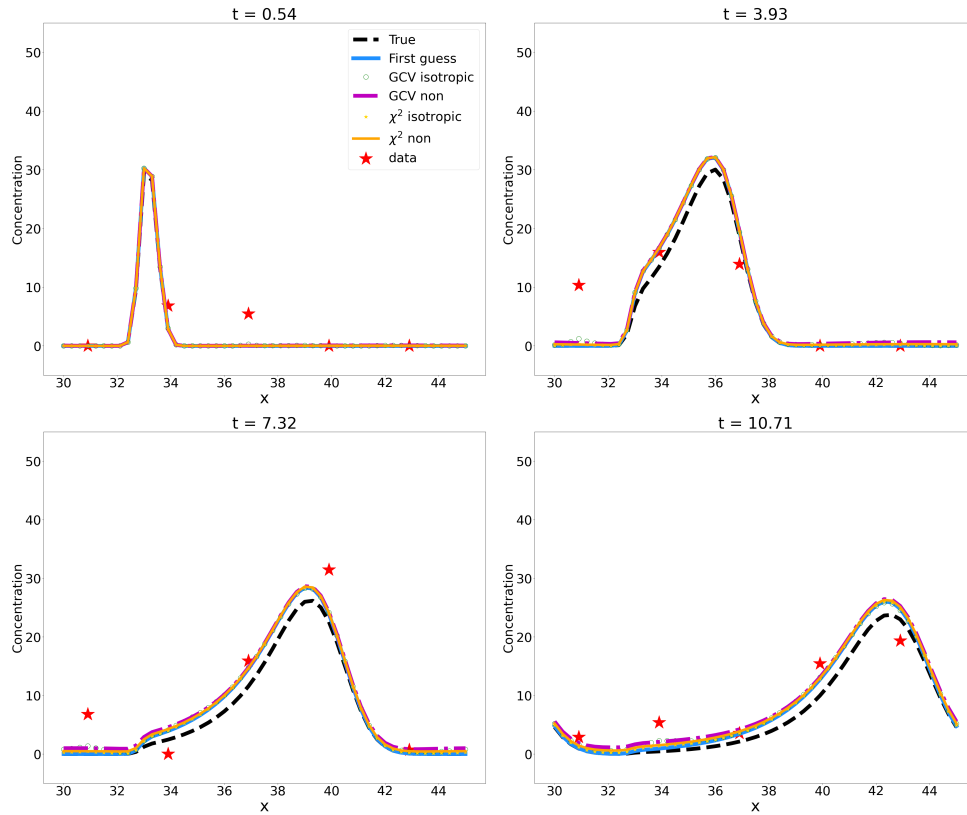 t = 0.54
50
40
30
20
10
0
Concentration
30 32 34 36 38 40 42 44
x
True
First guess
GCV isotropic
GCV non
χ² isotropic
χ² non
data
t = 3.93
50
40
30
20
10
0
Concentration
30 32 34 36 38 40 42 44
x
t = 7.32
50
40
30
20
10
0
Concentration
30 32 34 36 38 40 42 44
x
t = 10.71
50
40
30
20
10
0
Concentration
30 32 34 36 38 40 42 44
x